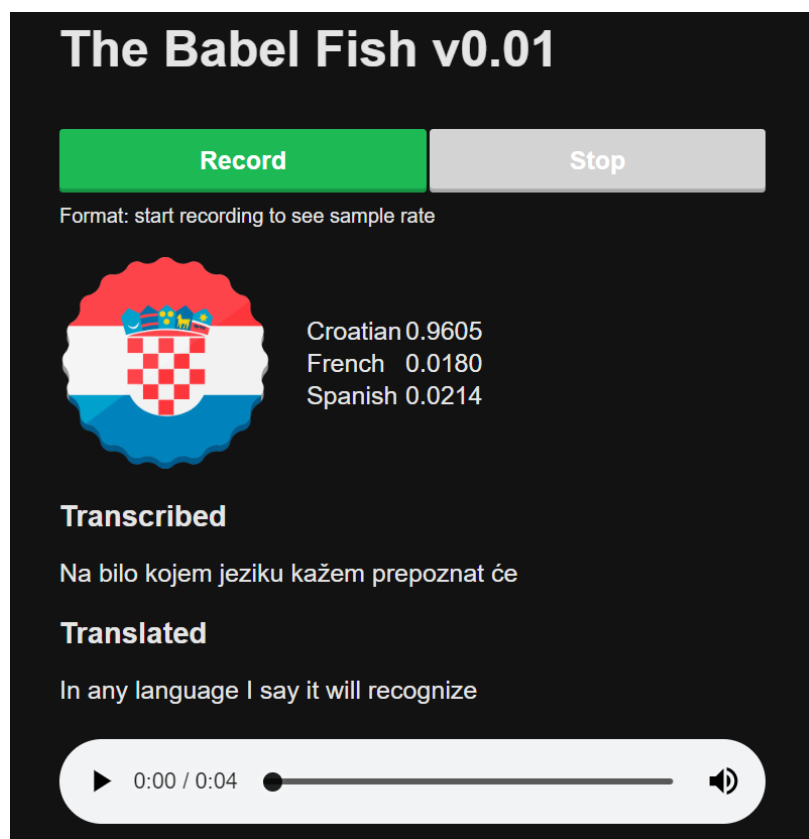 The Babel Fish v0.01
Record Stop
Format: start recording to see sample rate
Croatian 0.9605
French 0.0180
Spanish 0.0214
Transcribed
Na bilo kojem jeziku kažem prepoznat će
Translated
In any language I say it will recognize
0:00 / 0:04